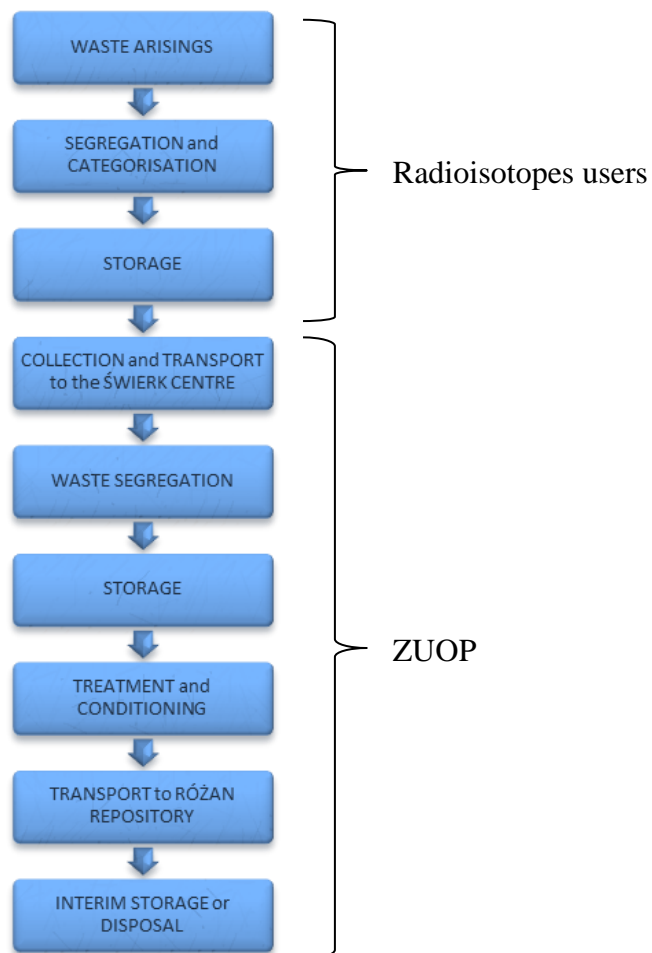 WASTE ARISINGS
SEGREGATION and
CATEGORISATION
STORAGE
Radioisotopes users
COLLECTION and TRANSPORT
to the ŚWIERK CENTRE
WASTE SEGREGATION
STORAGE
TREATMENT and
CONDITIONING
TRANSPORT to RÓŻAN
REPOSITORY
INTERIM STORAGE or
DISPOSAL
ZUOP